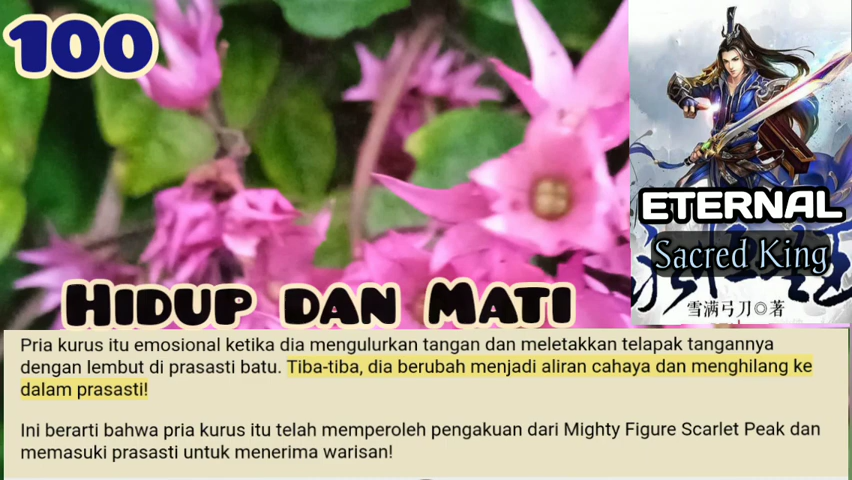 100
ETERNAL
Sacred King
雪满弓刀◎著
HIDUP DAN MATI
Pria kurus itu emosional ketika dia mengulurkan tangan dan meletakkan telapak tangannya
dengan lembut di prasasti batu. Tiba-tiba, dia berubah menjadi aliran cahaya dan menghilang ke
dalam prasasti!
Ini berarti bahwa pria kurus itu telah memperoleh pengakuan dari Mighty Figure Scarlet Peak dan
memasuki prasasti untuk menerima warisan!